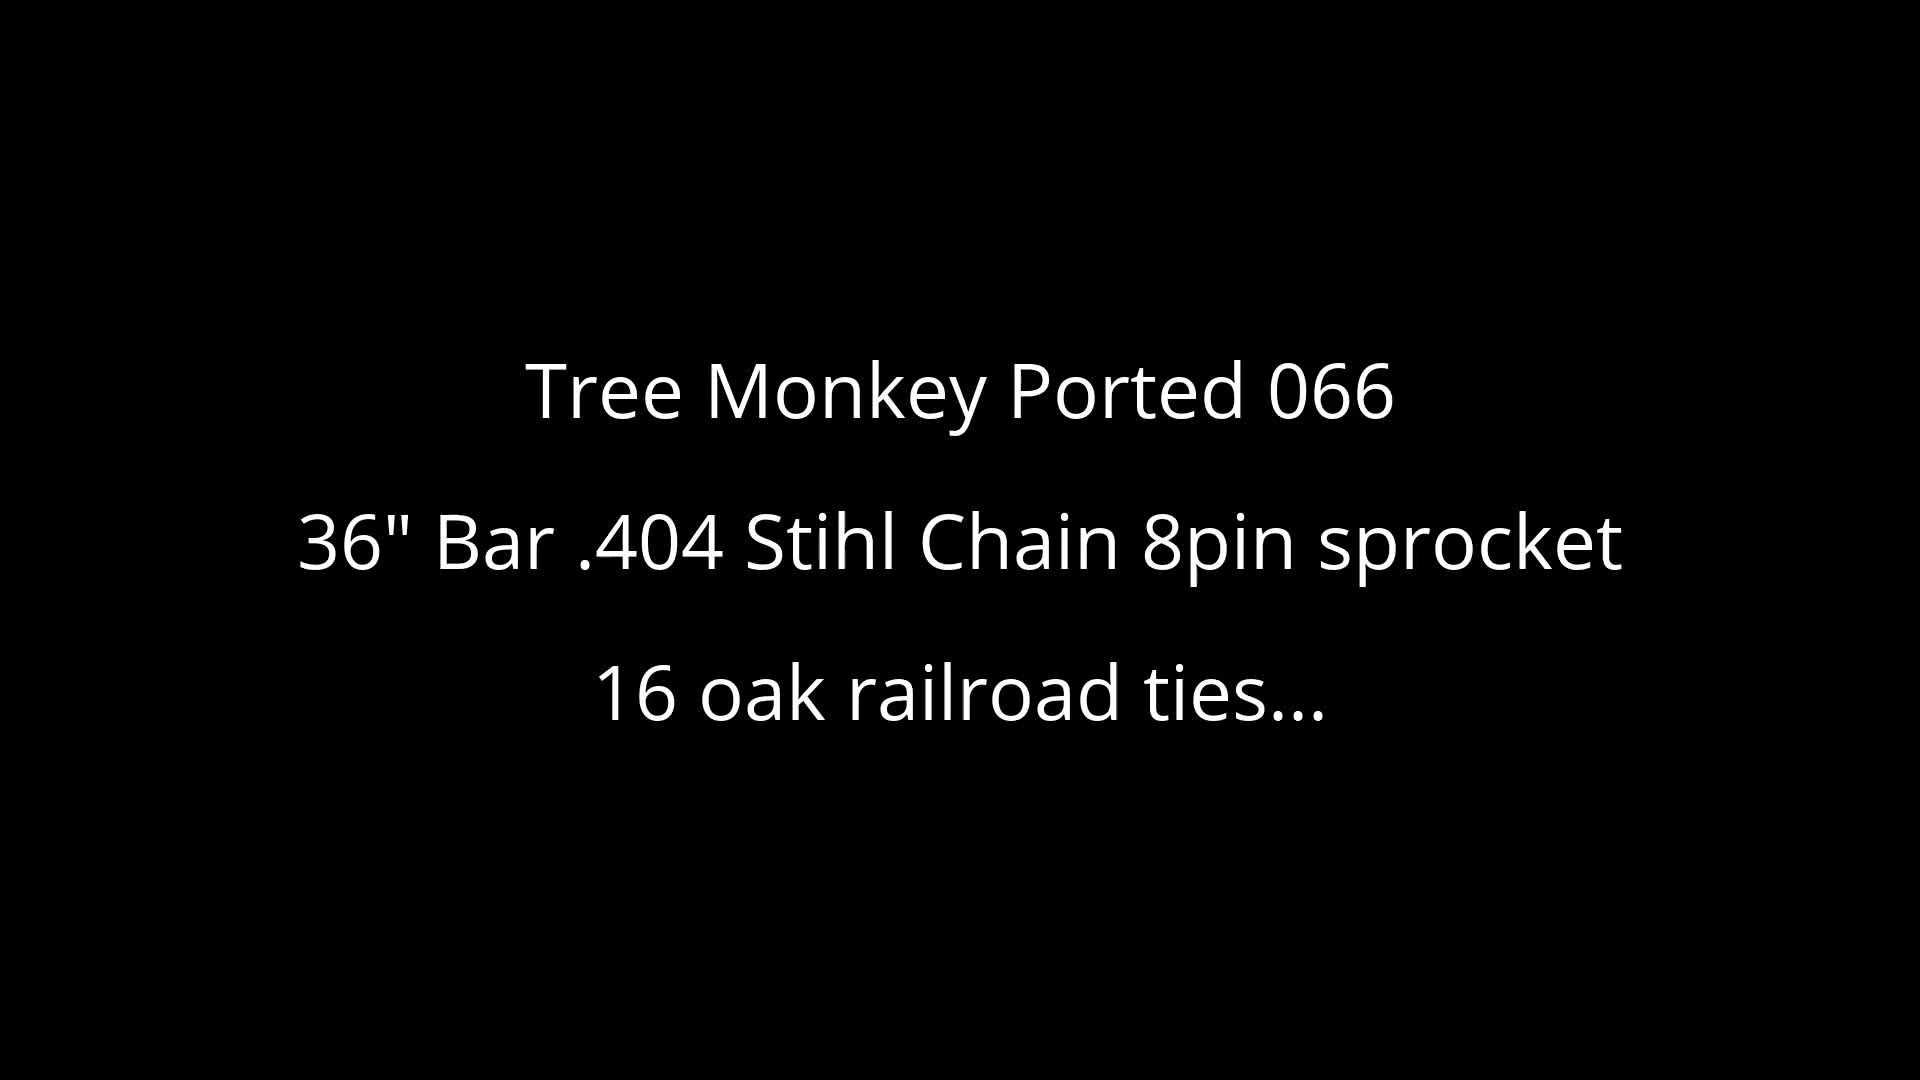 Tree Monkey Ported 066
36" Bar .404 Stihl Chain 8pin sprocket
16 oak railroad ties...